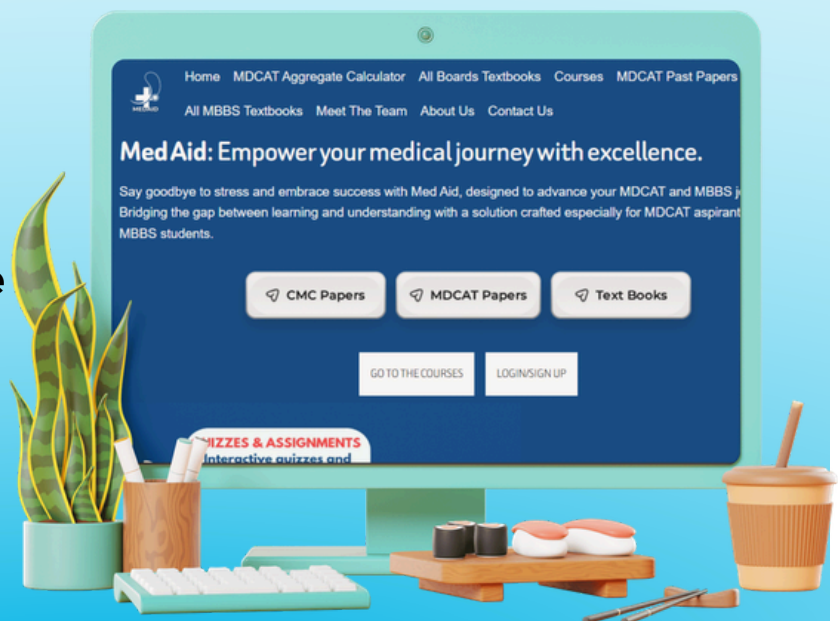 Home MDCAT Aggregate Calculator All Boards Textbooks Courses MDCAT Past Papers
All MBBS Textbooks Meet The Team About Us Contact Us
MEDAID
Med Aid: Empower your medical journey with excellence.
Say goodbye to stress and embrace success with Med Aid, designed to advance your MDCAT and MBBS j
Bridging the gap between learning and understanding with a solution crafted especially for MDCAT aspirant
MBBS students.
e
CMC Papers MDCAT Papers Text Books
GO TO THE COURSES LOGIN/SIGN UP
UIZZES & ASSIGNMENTS
Interactive quizzes and